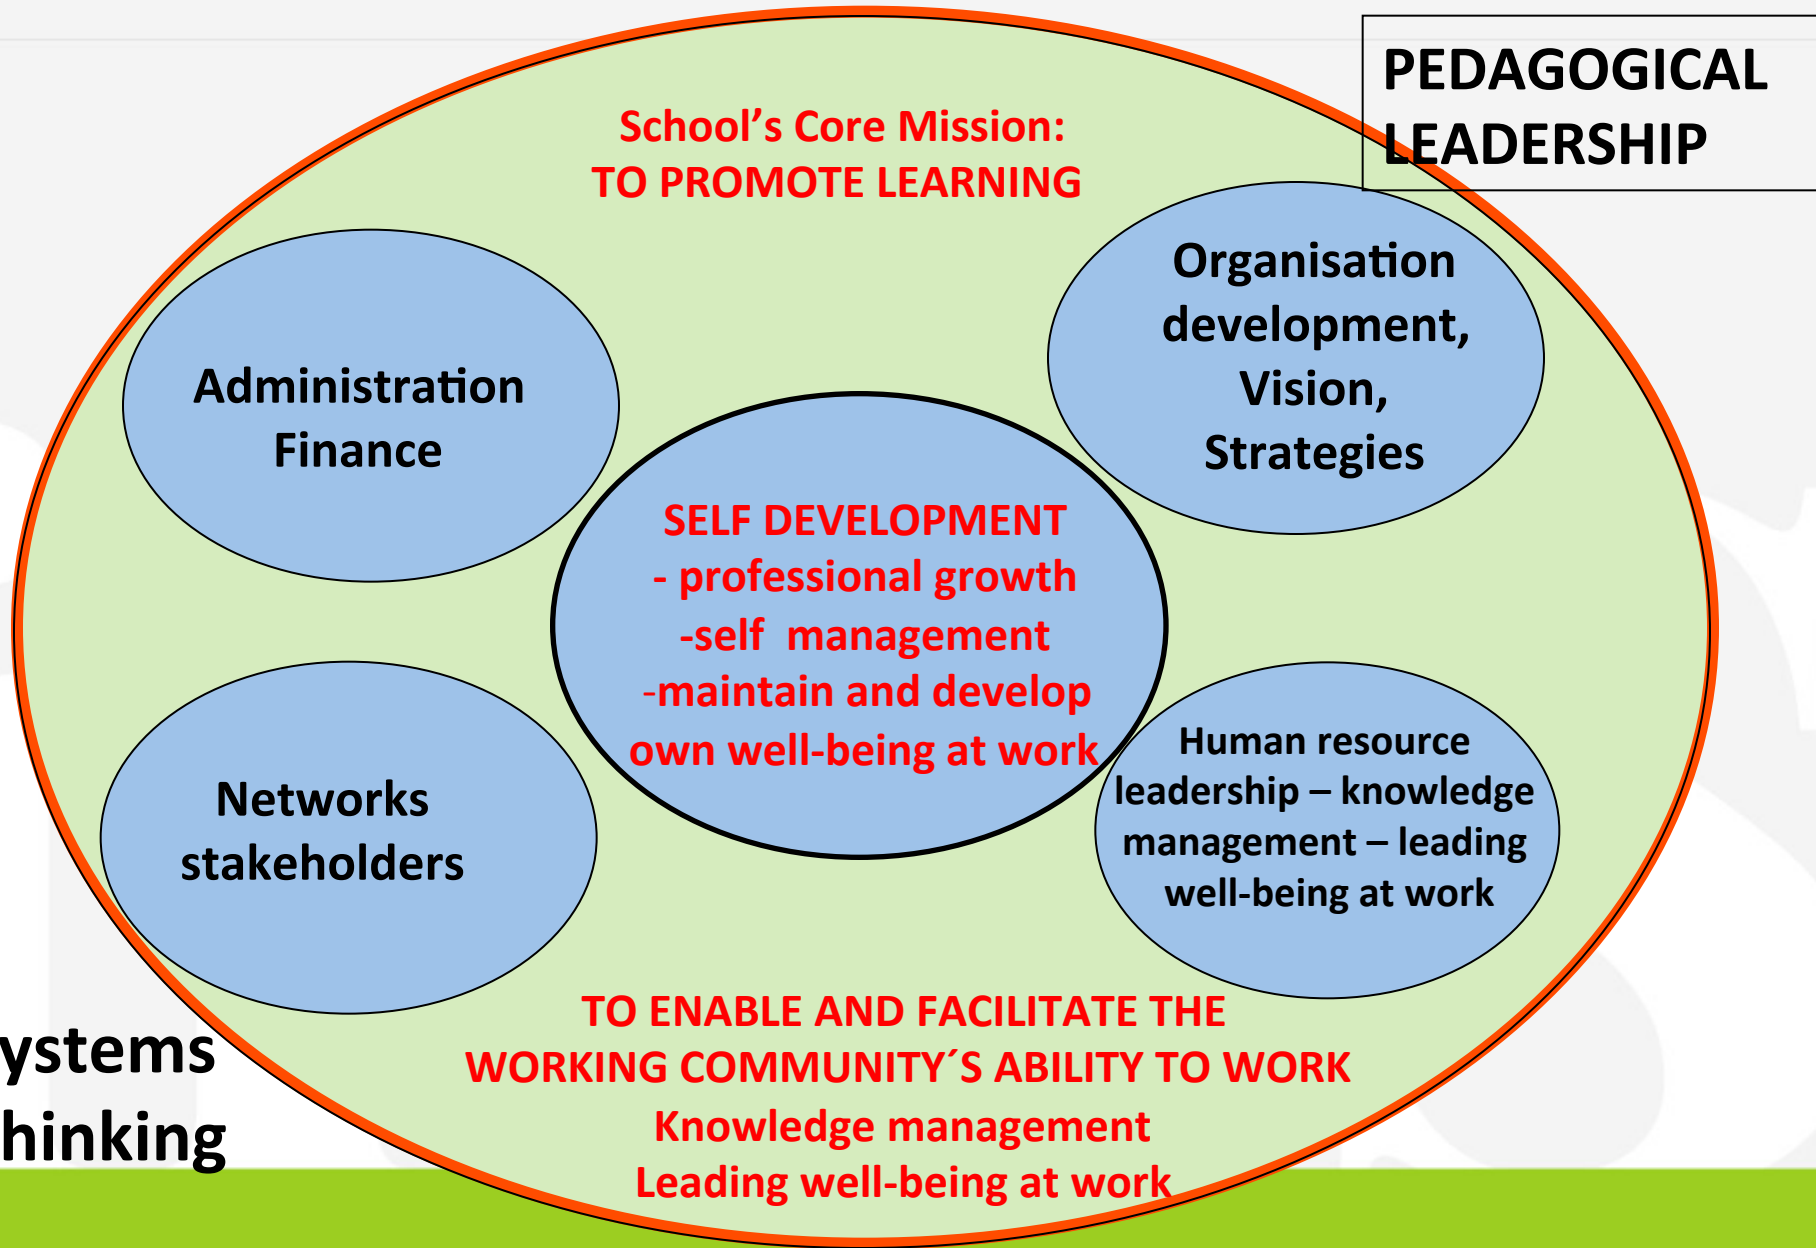 PEDAGOGICAL
LEADERSHIP
School’s Core Mission:
TO PROMOTE LEARNING
Administration
Finance
Organisation
development,
Vision,
Strategies
SELF DEVELOPMENT
- professional growth
-self  management
-maintain and develop
own well-being at work
Networks
stakeholders
Human resource
leadership – knowledge
management – leading
well-being at work
ystems
hinking
TO ENABLE AND FACILITATE THE
WORKING COMMUNITY´S ABILITY TO WORK
Knowledge management
Leading well-being at work